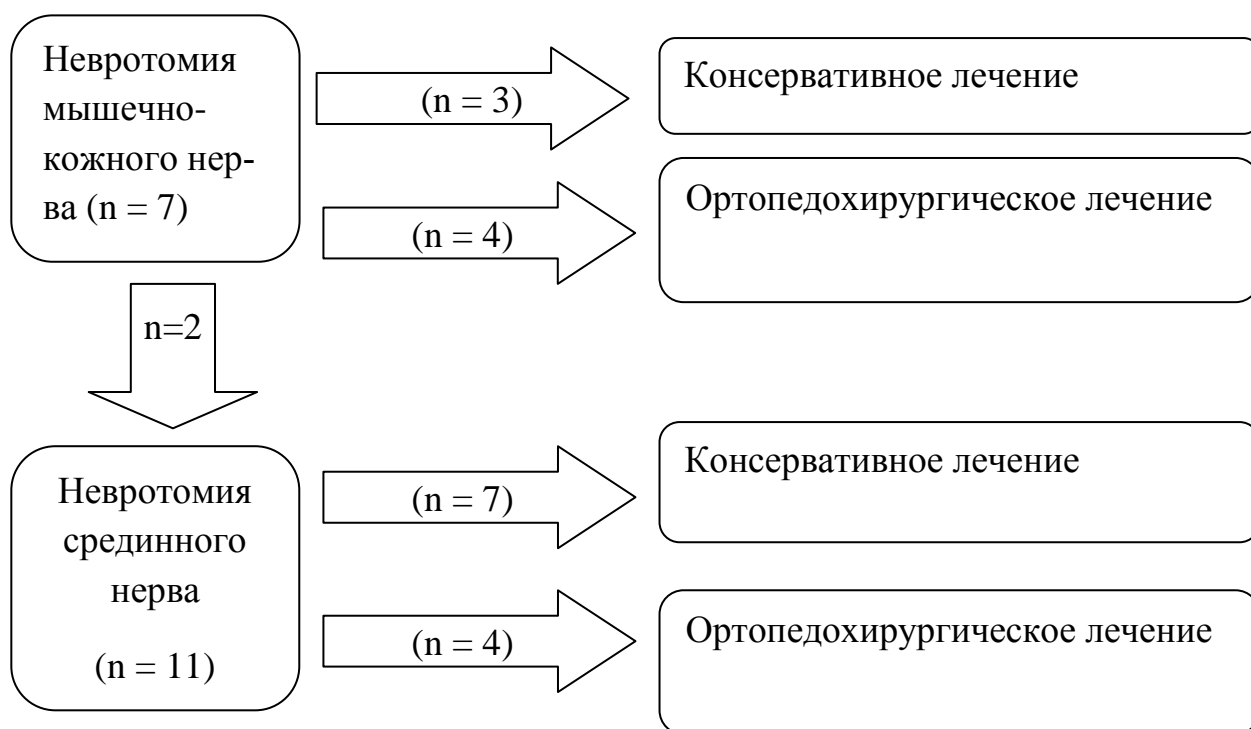 Невротомия
мышечно-
кожного нер-
ва (n = 7)
(n = 3)
Консервативное лечение
(n = 4)
Ортопедохирургическое лечение
n=2
Невротомия
срединного
нерва
(n = 11)
(n = 7)
Консервативное лечение
(n = 4)
Ортопедохирургическое лечение